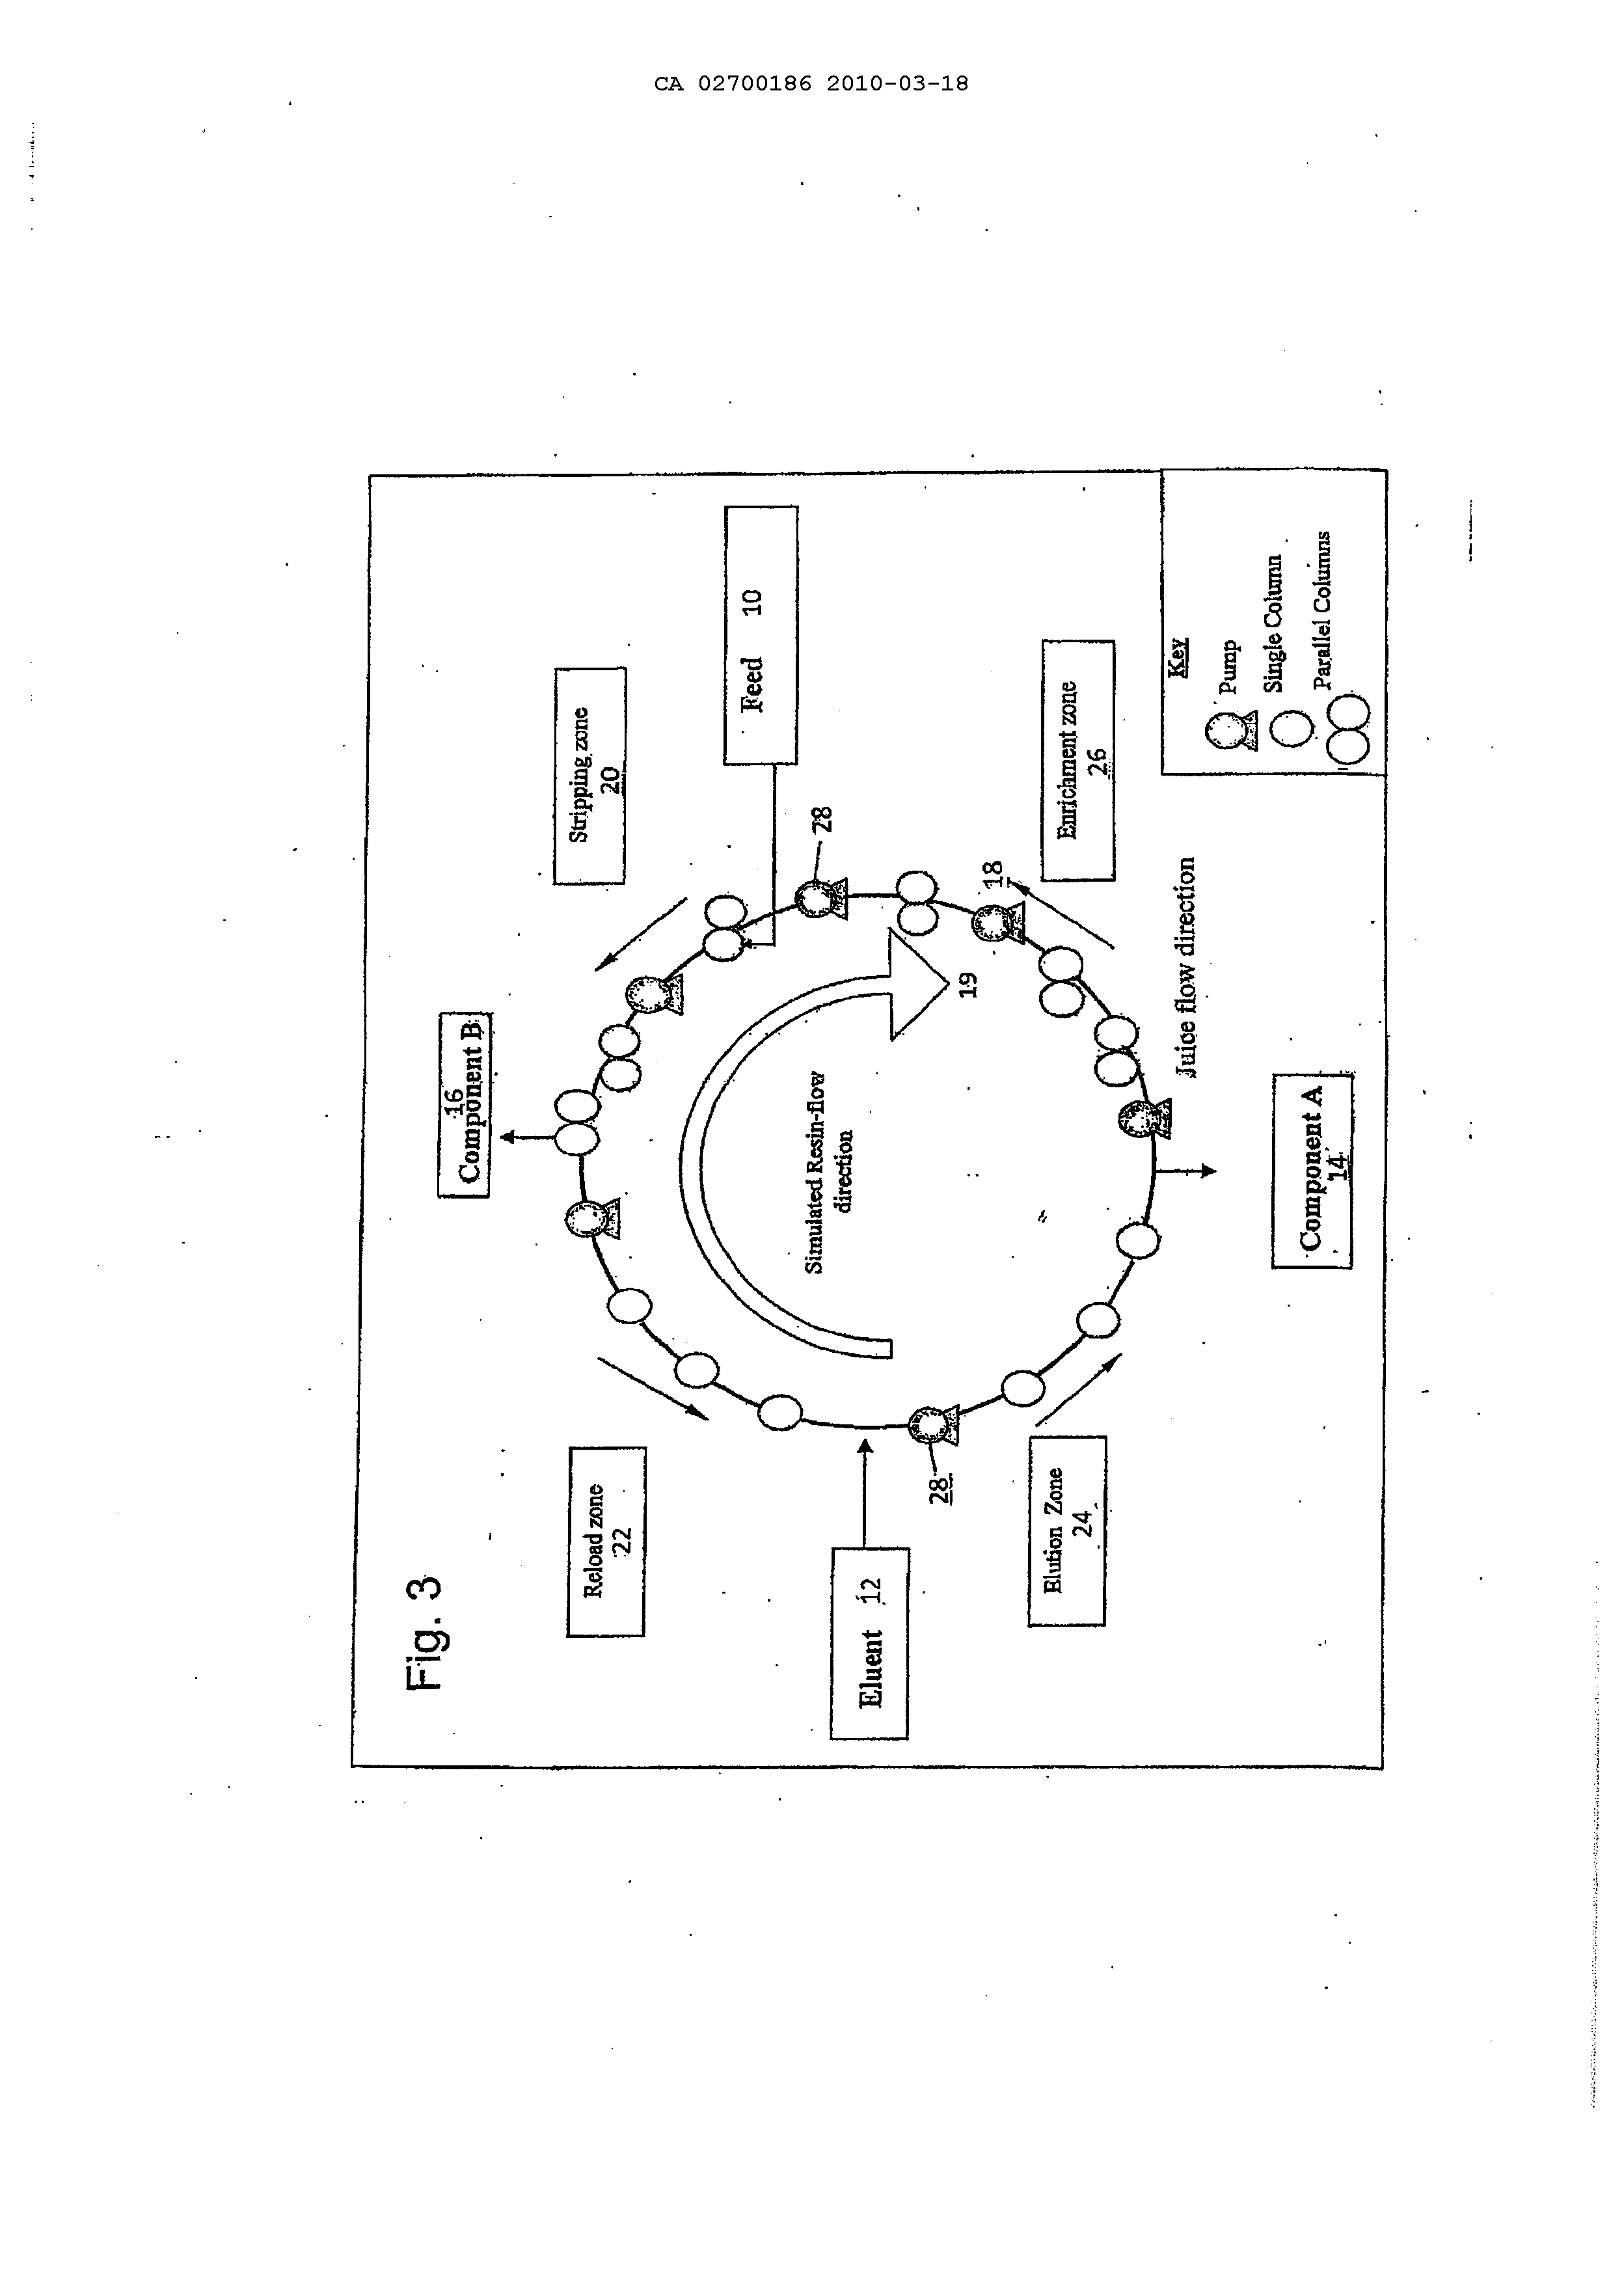 CA 02700186 2010-03-18
Fig. 3
16
Component B
Stripping zone
20
Reload zone
22
Feed 10
28
Simulated Resin-flow
direction
19
18
Eluent 12
28
Enrichment zone
26
Elution Zone
24
Juice flow direction
Component A
14
Key
Pump
Single Column
Parallel Columns